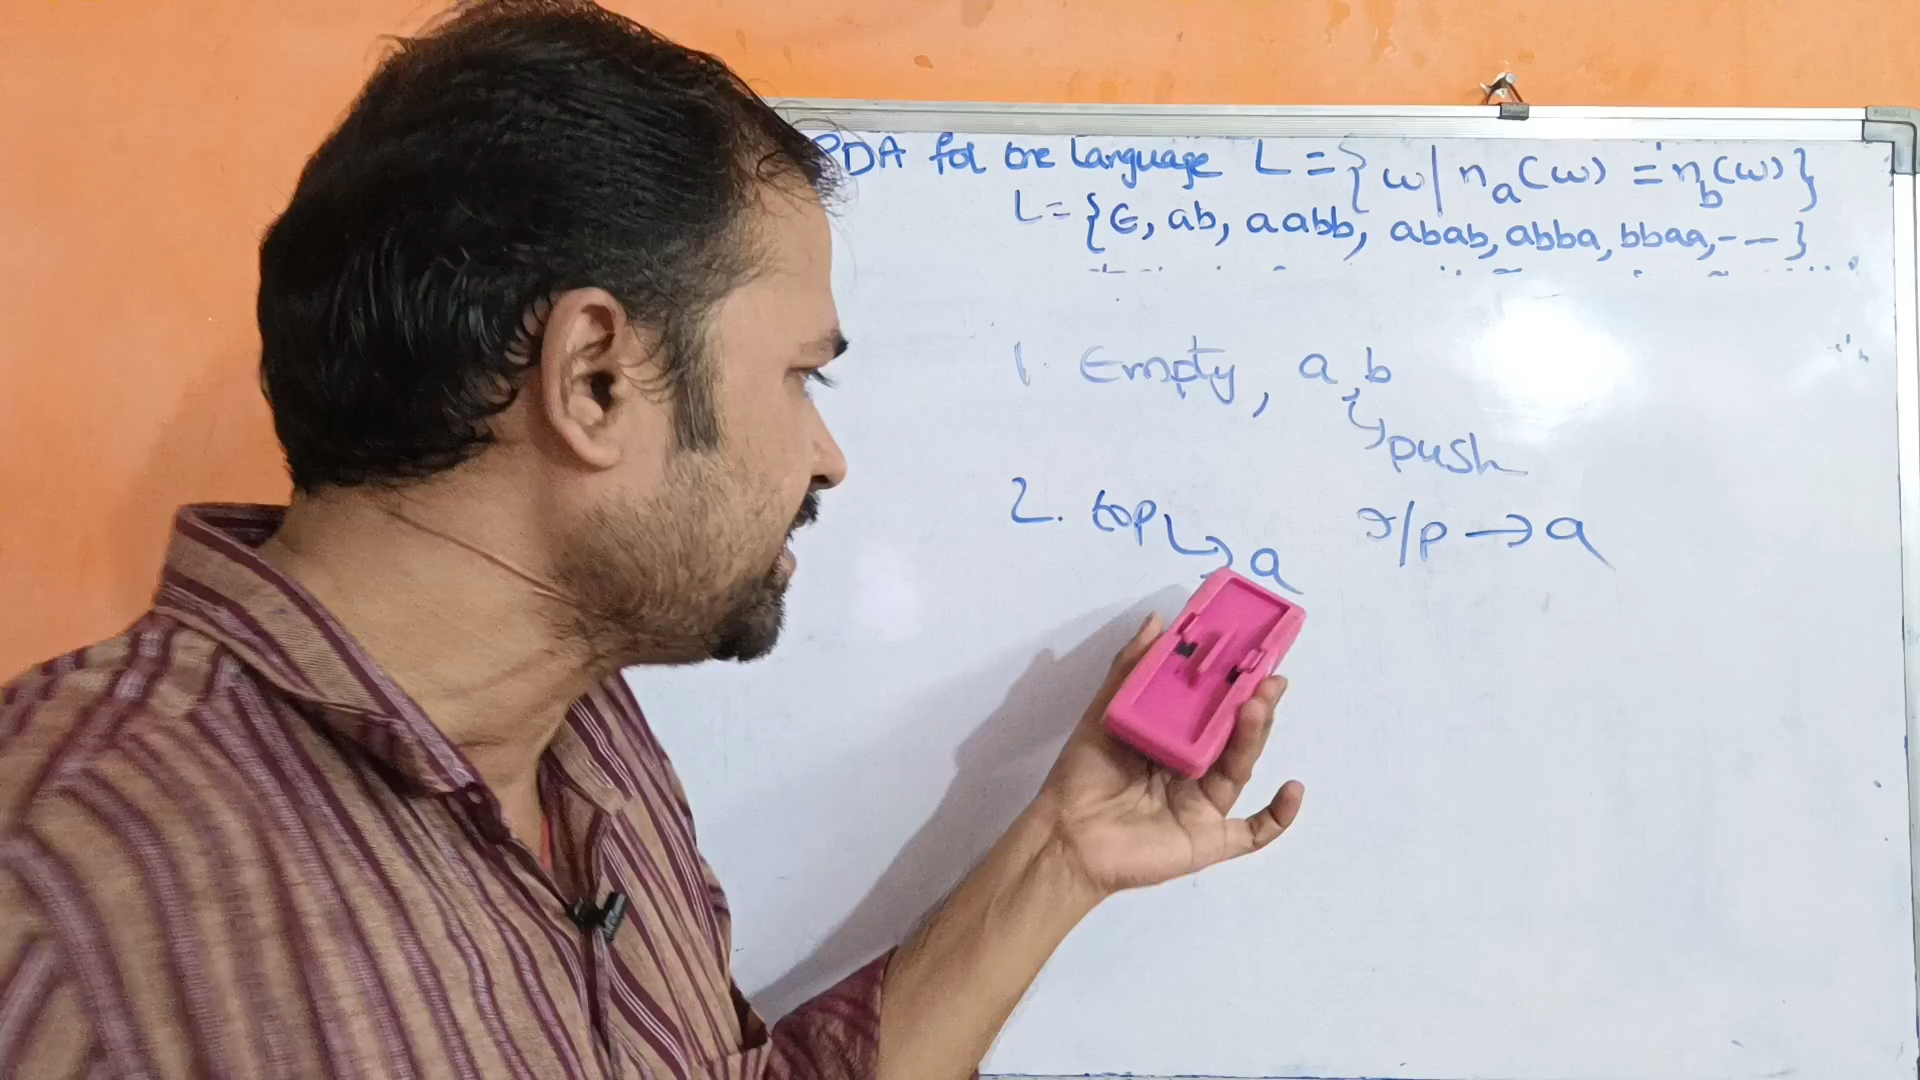 PDA for the Language L = { w | n_a(w) = n_b(w) }
L = { ϵ, ab, aabb, abab, abba, bbaa, -- }
1. Empty, a, b
↳ push
2. top ↳ a i/p → a